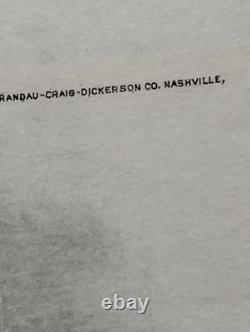 RANDAU-CRAIG-DICKERSON CO. NASHVILLE,
ebay